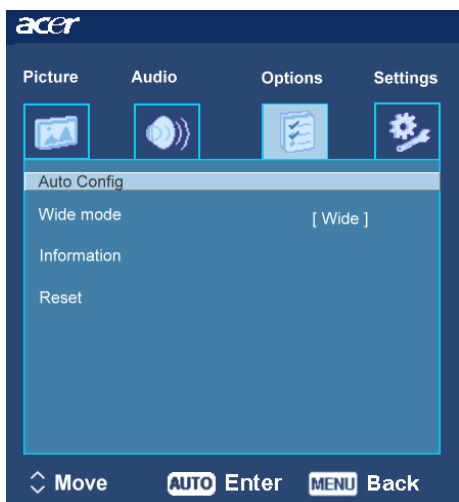 acer
Picture Audio Options Settings
Auto Config
Wide mode [ Wide ]
Information
Reset
Move AUTO Enter MENU Back